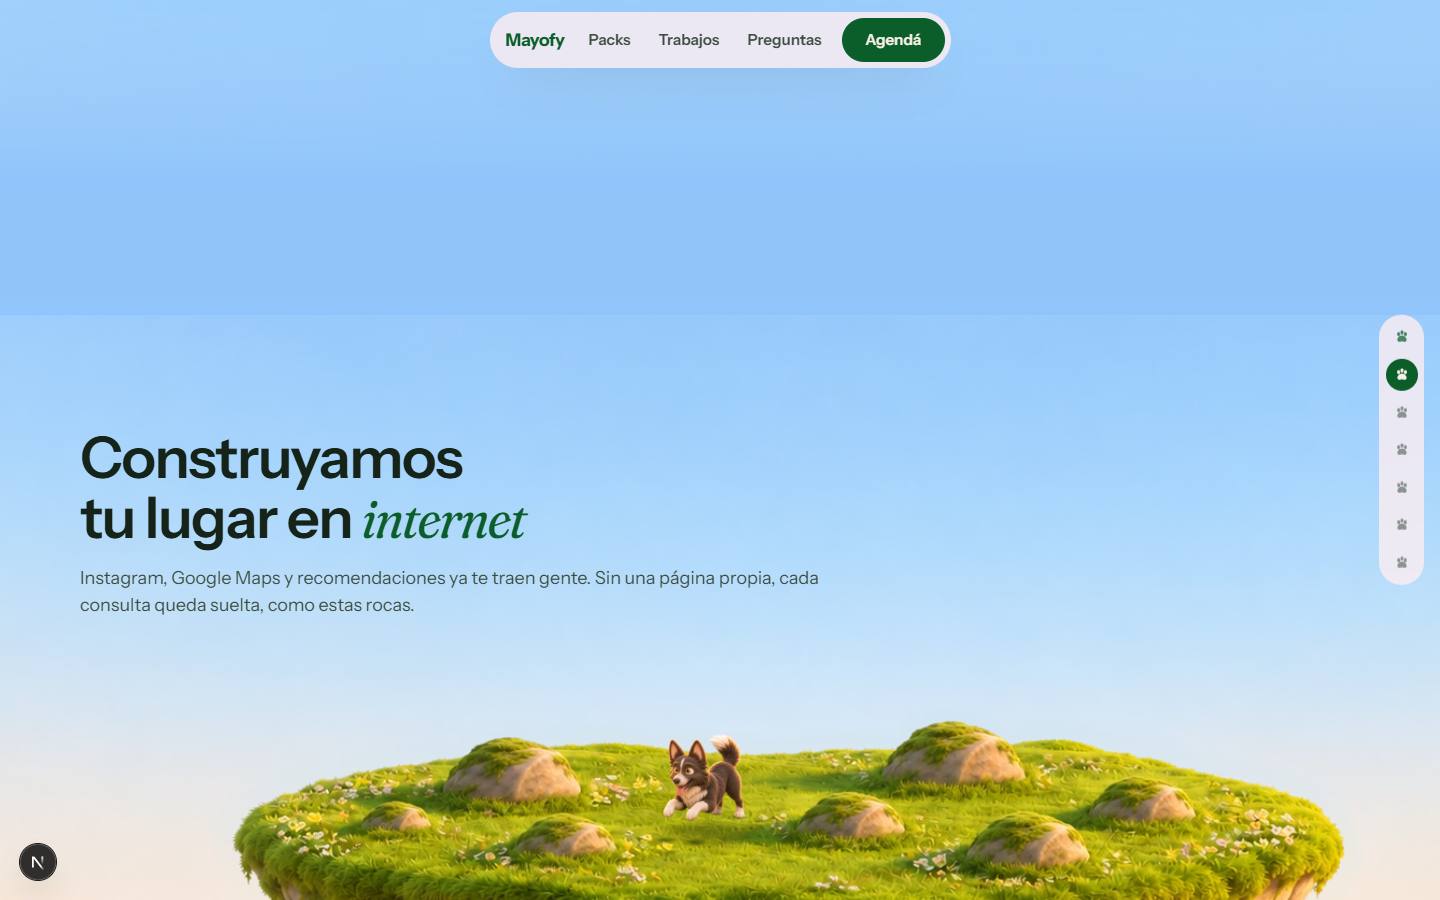 Mayofy Packs Trabajos Preguntas Agendá
Construyamos
tu lugar en internet
Instagram, Google Maps y recomendaciones ya te traen gente. Sin una página propia, cada
consulta queda suelta, como estas rocas.
N